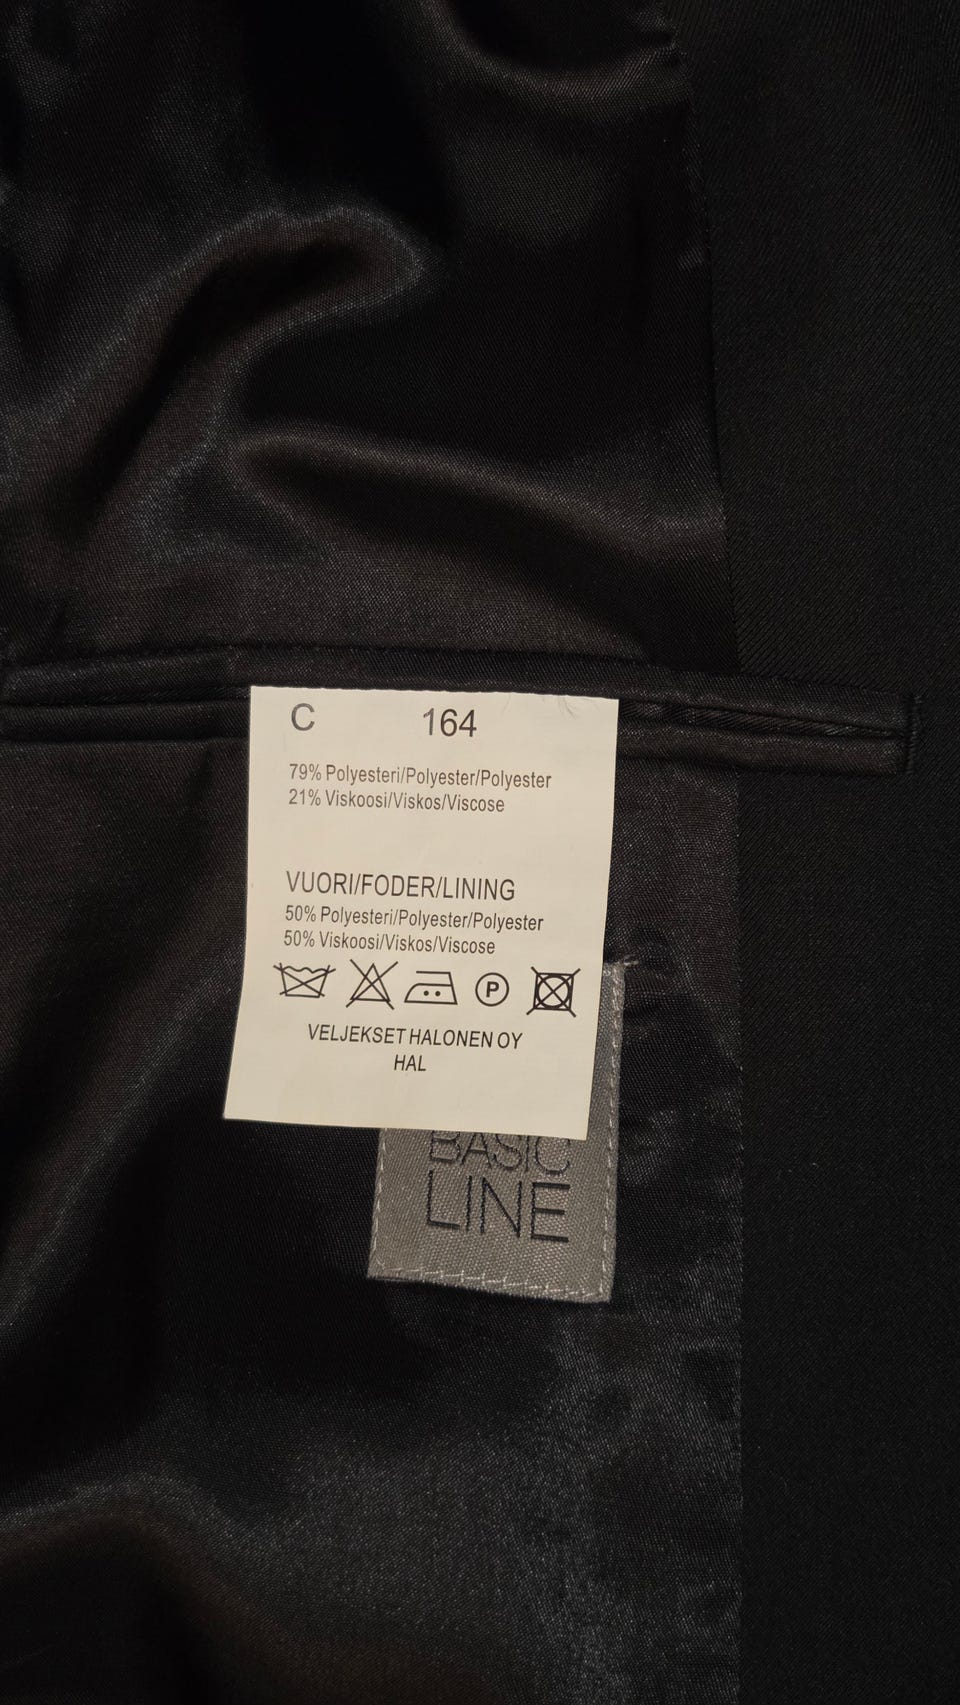 C 164
79% Polyesteri/Polyester/Polyester
21% Viskoosi/Viskos/Viscose
VUORI/FODER/LINING
50% Polyesteri/Polyester/Polyester
50% Viskoosi/Viskos/Viscose
P
VELJEKSET HALONEN OY
HAL
BASIC
LINE